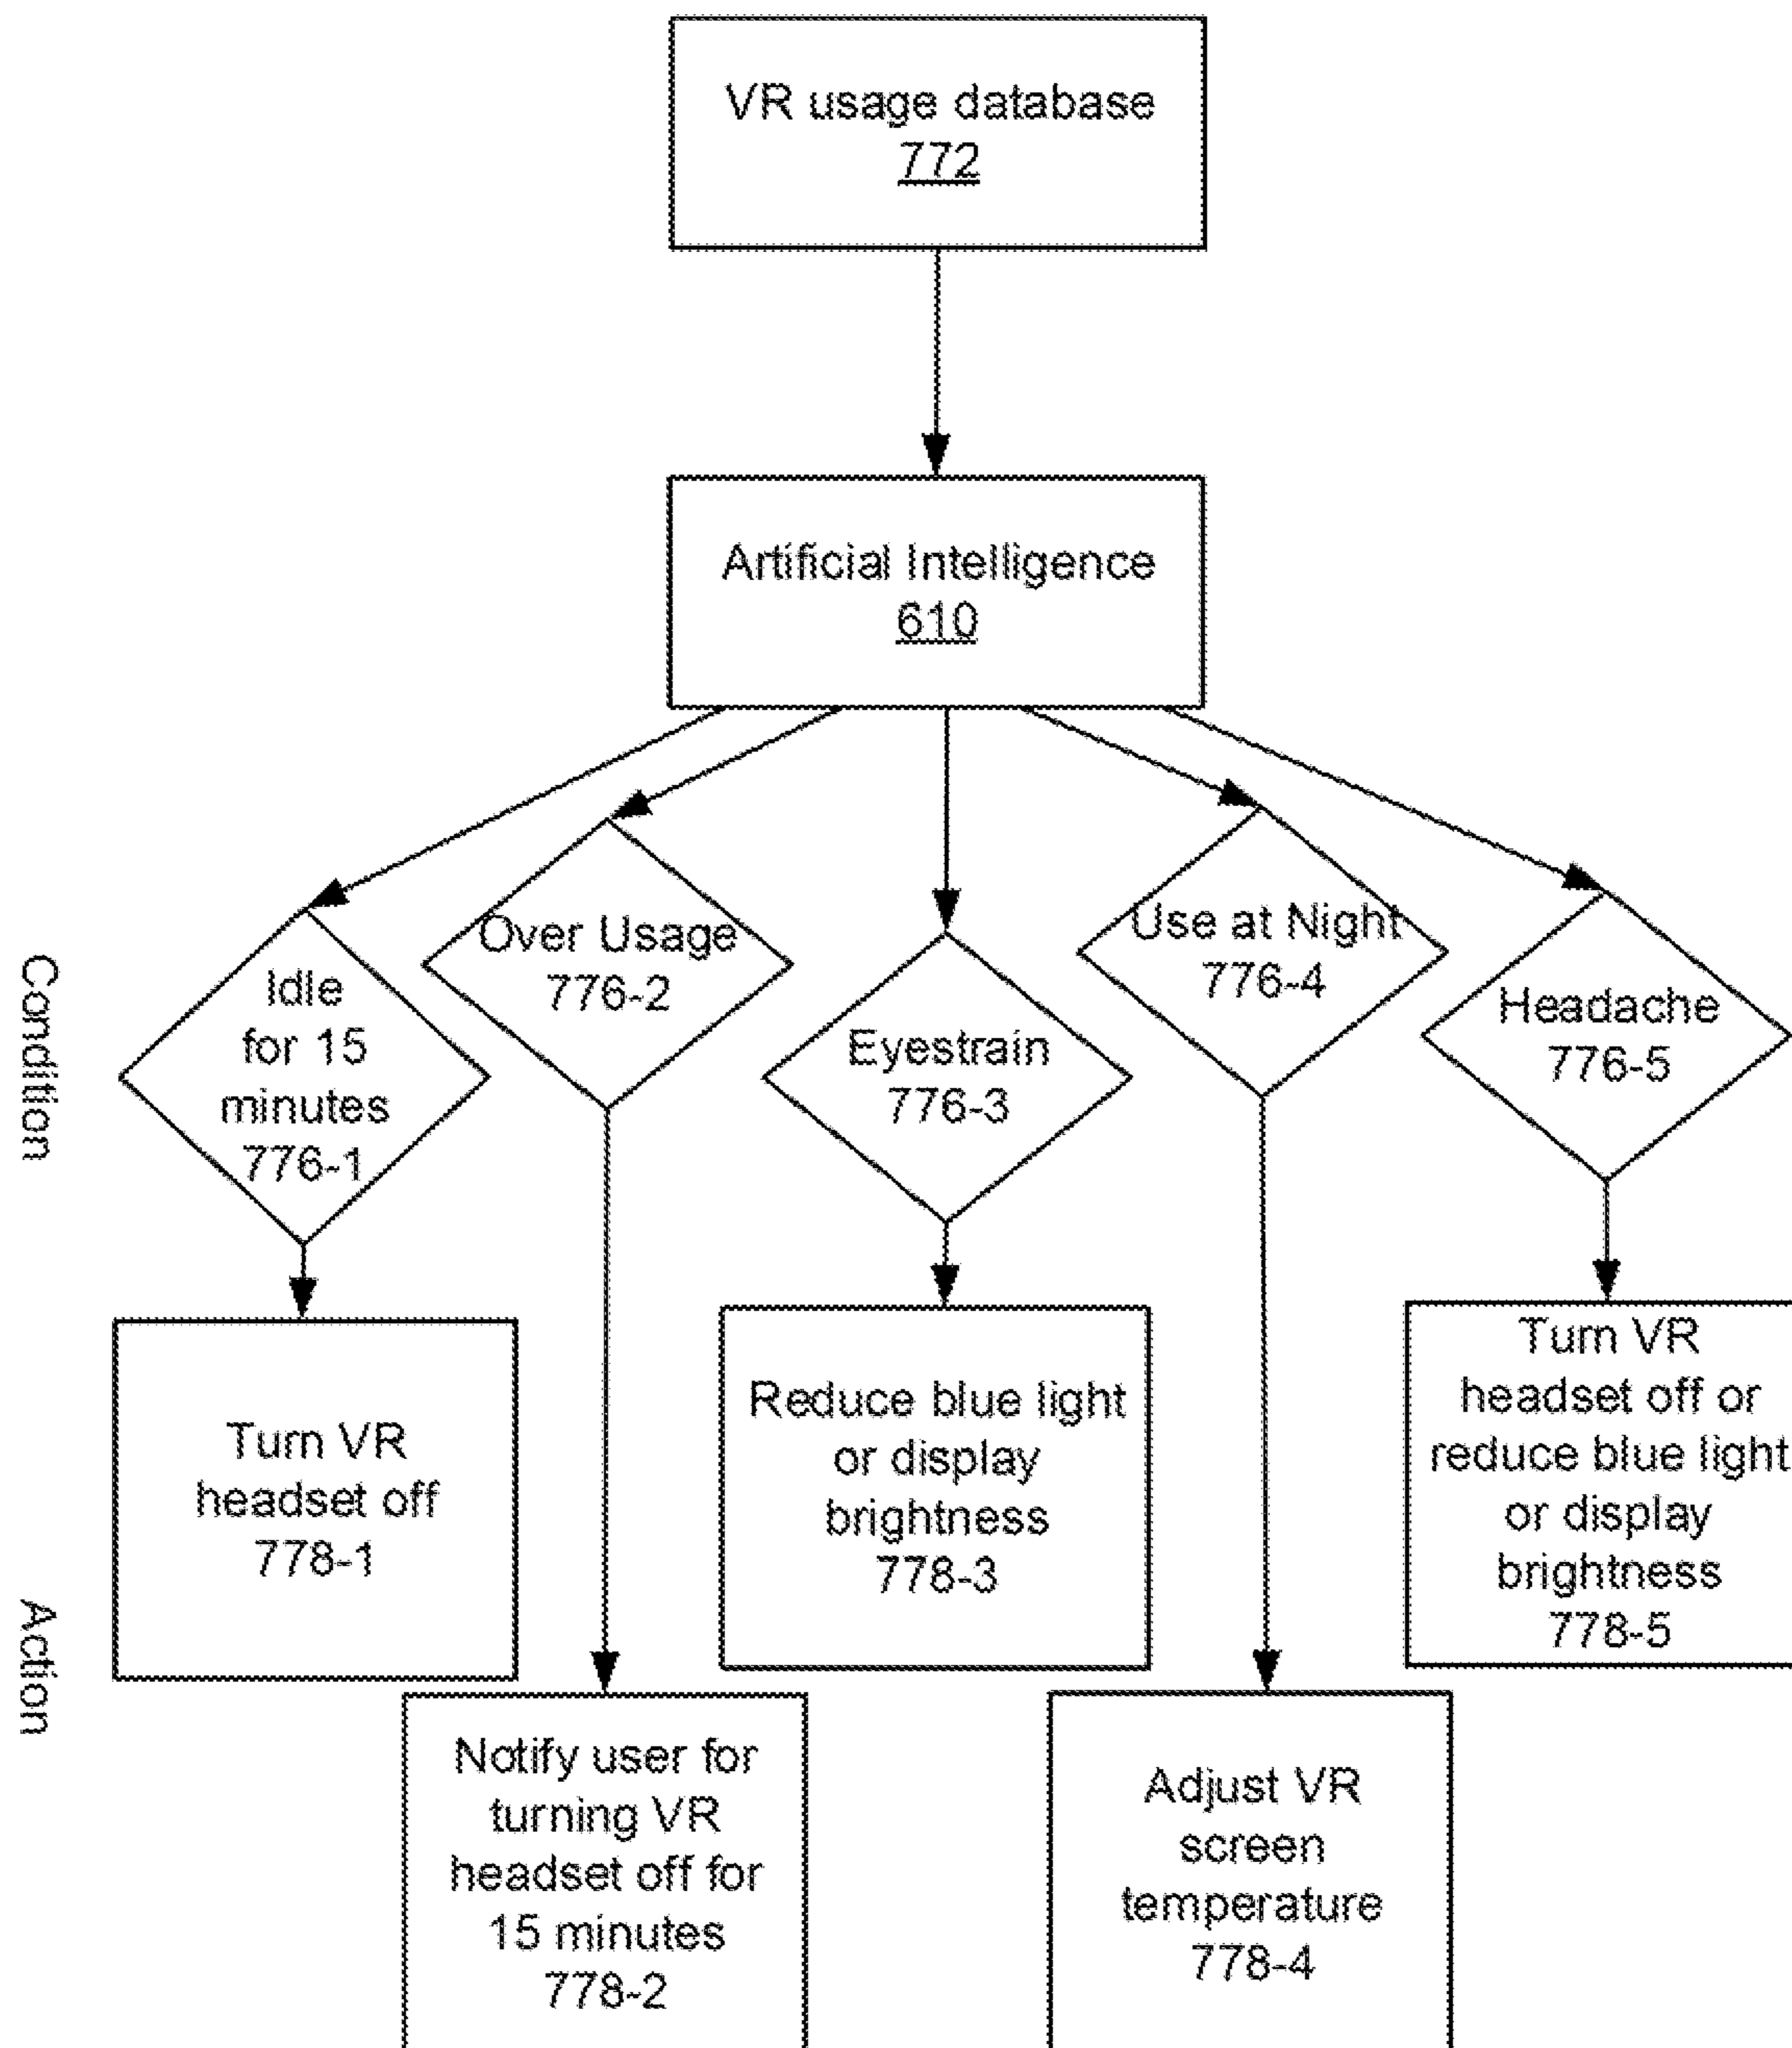 VR usage database
772
Artificial Intelligence
610
Condition
Idle
for 15
minutes
776-1
Over Usage
776-2
Eyestrain
776-3
Use at Night
776-4
Headache
776-5
Action
Turn VR
headset off
778-1
Notify user for
turning VR
headset off for
15 minutes
778-2
Reduce blue light
or display
brightness
778-3
Adjust VR
screen
temperature
778-4
Turn VR
headset off or
reduce blue light
or display
brightness
778-5